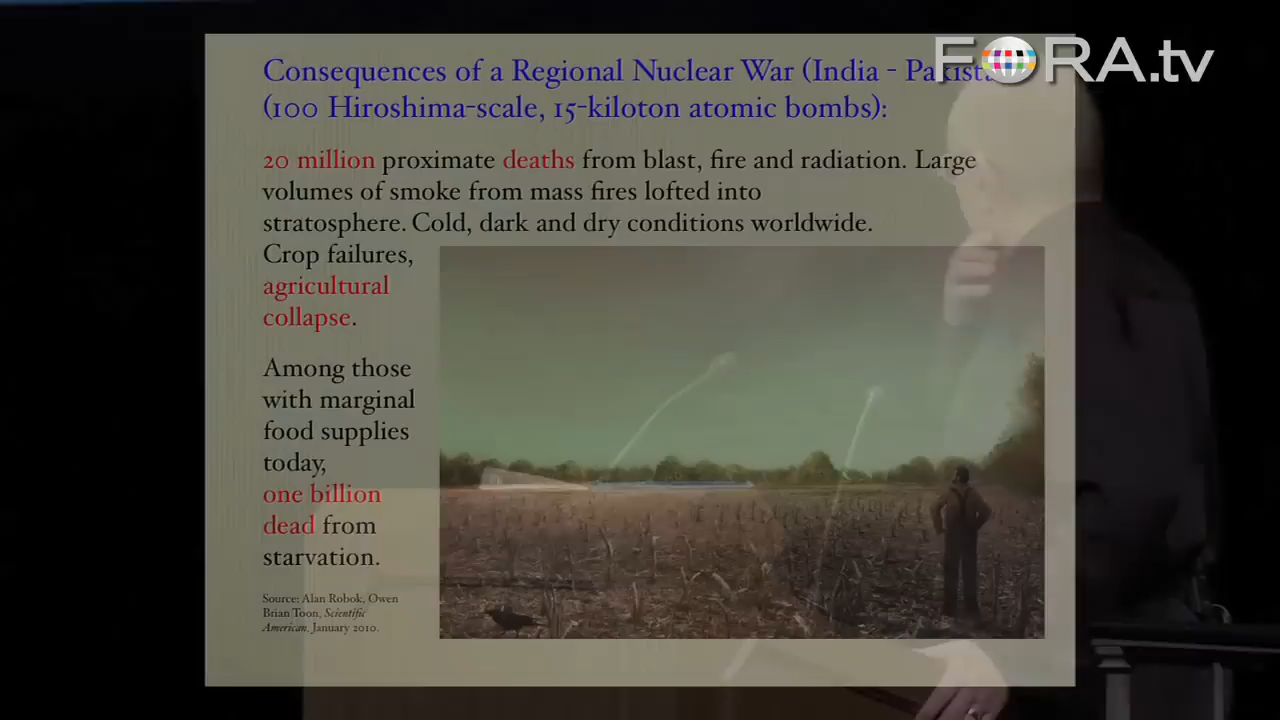 FORA.tv
Consequences of a Regional Nuclear War (India - Pakist
(100 Hiroshima-scale, 15-kiloton atomic bombs):
20 million proximate deaths from blast, fire and radiation. Large
volumes of smoke from mass fires lofted into
stratosphere. Cold, dark and dry conditions worldwide.
Crop failures,
agricultural
collapse.
Among those
with marginal
food supplies
today,
one billion
dead from
starvation.
Source: Alan Robok, Owen
Brian Toon, Scientific
American, January 2010.